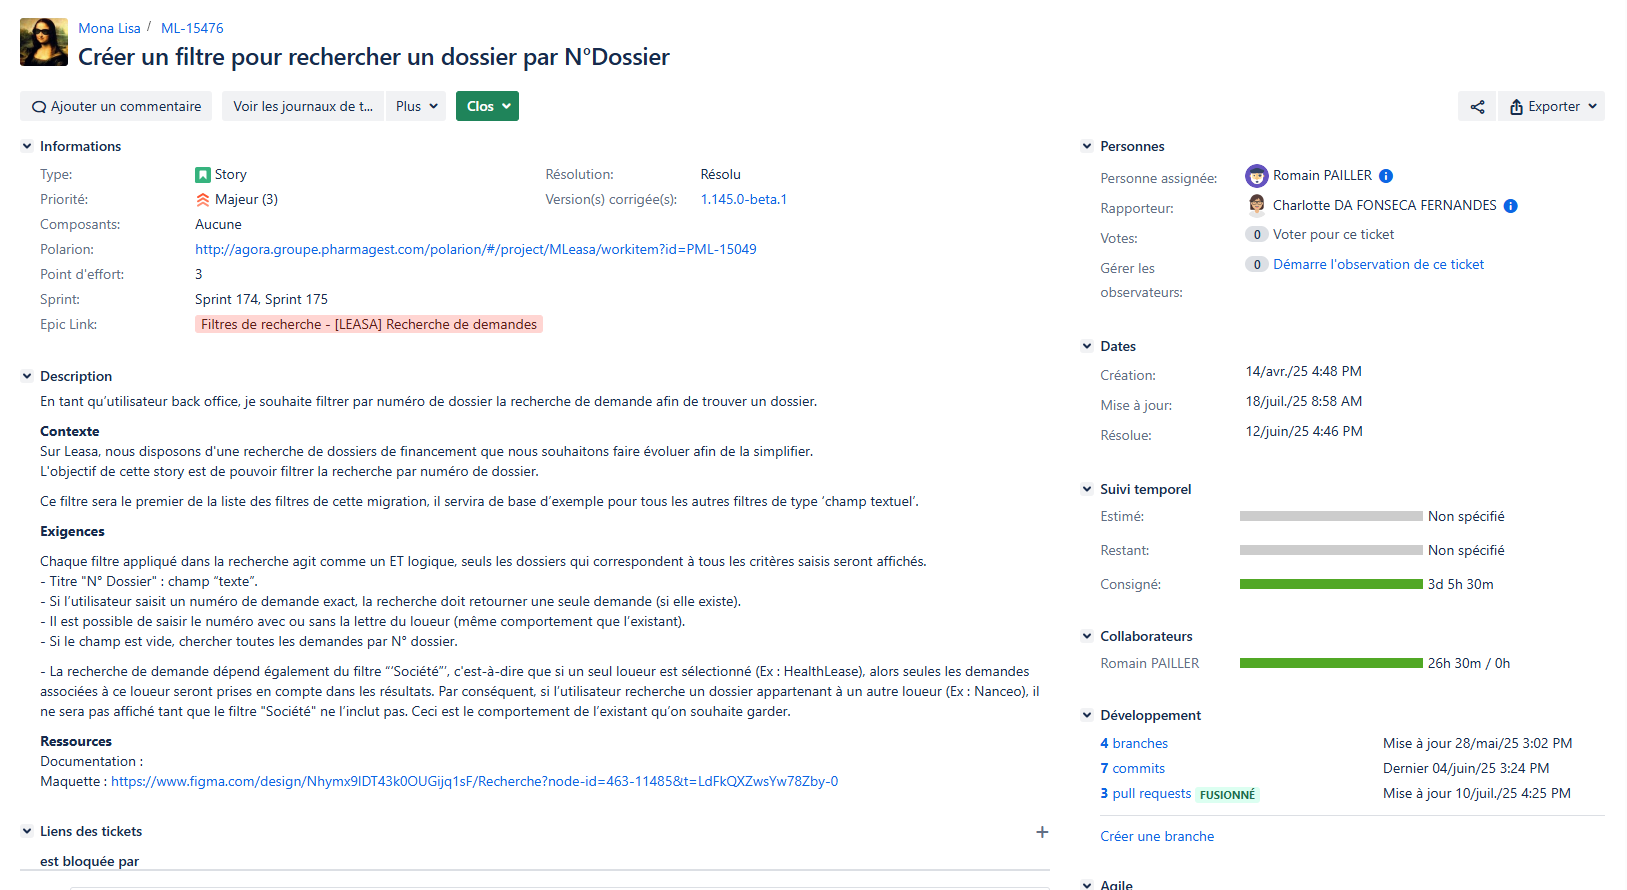 Mona Lisa / ML-15476
Créer un filtre pour rechercher un dossier par N°Dossier
Ajouter un commentaire Voir les journaux de t... Plus Clos Exporter
Informations
Type: Story Résolution: Résolu
Priorité: Majeur (3) Version(s) corrigée(s): 1.145.0-beta.1
Composants: Aucune
Polarion: http://agora.groupe.pharmagest.com/polarion/#/project/MLeasa/workitem?id=PML-15049
Point d'effort: 3
Sprint: Sprint 174, Sprint 175
Epic Link: Filtres de recherche - [LEASA] Recherche de demandes
Description
En tant qu’utilisateur back office, je souhaite filtrer par numéro de dossier la recherche de demande afin de trouver un dossier.
Contexte
Sur Leasa, nous disposons d'une recherche de dossiers de financement que nous souhaitons faire évoluer afin de la simplifier.
L'objectif de cette story est de pouvoir filtrer la recherche par numéro de dossier.
Ce filtre sera le premier de la liste des filtres de cette migration, il servira de base d’exemple pour tous les autres filtres de type ‘champ textuel’.
Exigences
Chaque filtre appliqué dans la recherche agit comme un ET logique, seuls les dossiers qui correspondent à tous les critères saisis seront affichés.
- Titre "N° Dossier" : champ “texte”.
- Si l’utilisateur saisit un numéro de demande exact, la recherche doit retourner une seule demande (si elle existe).
- Il est possible de saisir le numéro avec ou sans la lettre du loueur (même comportement que l’existant).
- Si le champ est vide, chercher toutes les demandes par N° dossier.
- La recherche de demande dépend également du filtre “‘Société”’, c'est-à-dire que si un seul loueur est sélectionné (Ex : HealthLease), alors seules les demandes
associées à ce loueur seront prises en compte dans les résultats. Par conséquent, si l’utilisateur recherche un dossier appartenant à un autre loueur (Ex : Nanceo), il
ne sera pas affiché tant que le filtre "Société" ne l’inclut pas. Ceci est le comportement de l’existant qu’on souhaite garder.
Ressources
Documentation :
Maquette : https://www.figma.com/design/Nhymx9lDT43k0OUGijq1sF/Recherche?node-id=463-11485&t=LdFkQXZwsYw78Zby-0
Liens des tickets
est bloquée par
Personnes
Personne assignée: Romain PAILLER
Rapporteur: Charlotte DA FONSECA FERNANDES
Votes: 0 Voter pour ce ticket
Gérer les observateurs: 0 Démarre l'observation de ce ticket
Dates
Création: 14/avr./25 4:48 PM
Mise à jour: 18/juil./25 8:58 AM
Résolue: 12/juin/25 4:46 PM
Suivi temporel
Estimé: Non spécifié
Restant: Non spécifié
Consigné: 3d 5h 30m
Collaborateurs
Romain PAILLER 26h 30m / 0h
Développement
4 branches Mise à jour 28/mai/25 3:02 PM
7 commits Dernier 04/juin/25 3:24 PM
3 pull requests FUSIONNÉ Mise à jour 10/juil./25 4:25 PM
Créer une branche
Agile